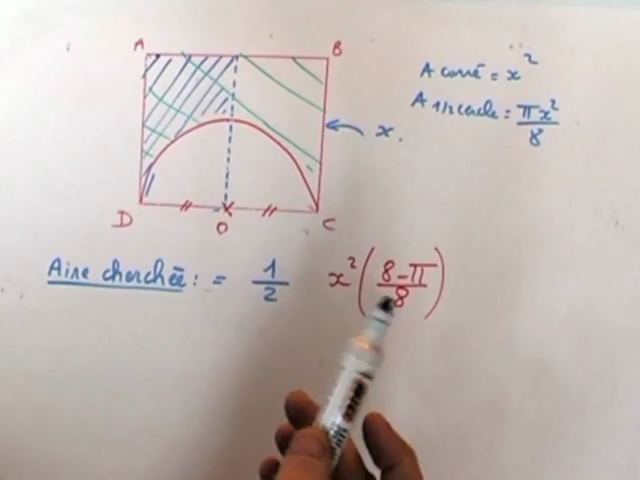 A B
A carré = x²
A 1/2 cercle = πx²/8
x.
D O C
Aire cherchée : = 1/2 x² (8-π/8)